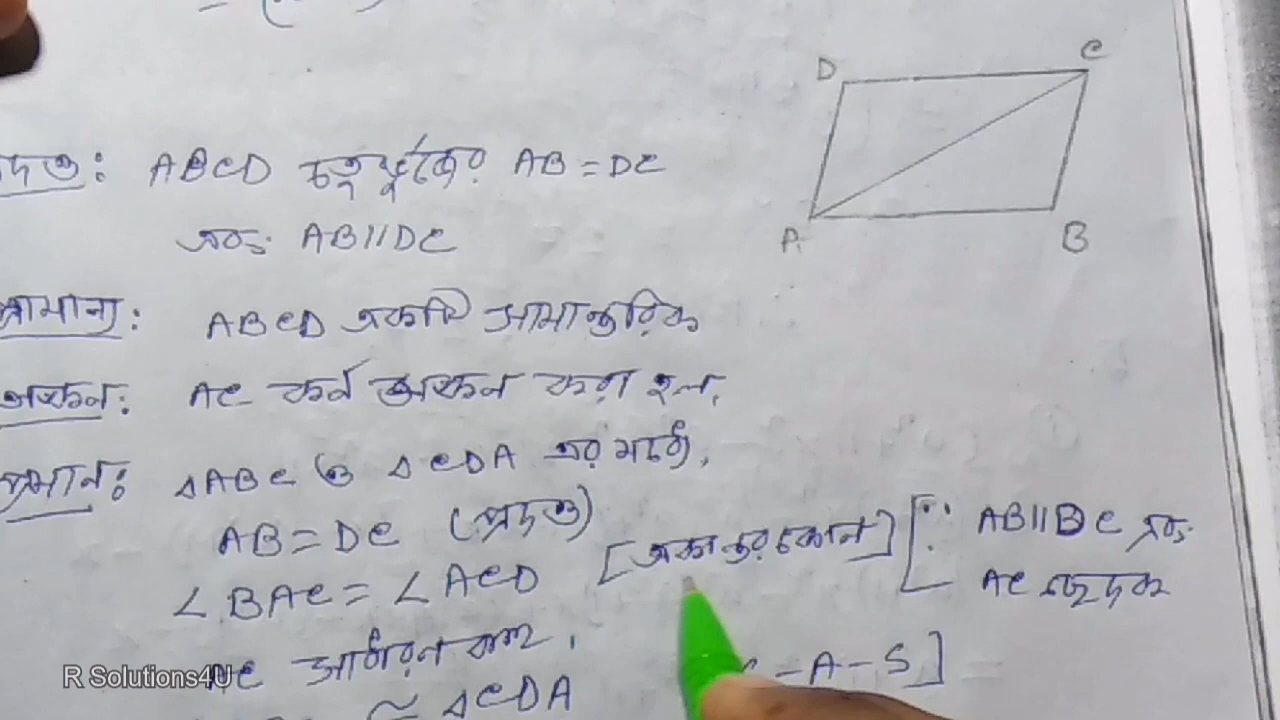 D C
প্রদত্ত: ABCD চতুর্ভূজের AB = DC
এবং AB||DC
A B
প্রামান্য: ABCD একটি সামান্তরিক
অঙ্কন: AC কর্ন অঙ্কন করা হল,
প্রমান: ΔABC ও ΔCDA এর মধ্যে,
AB = DC (প্রদত্ত)
∠BAC = ∠ACD [একান্তর কোন] [∵ AB||DC এবং
AC ছেদক
AC সাধারন বাহু,
≅ ΔCDA - A - S]
R Solutions4U